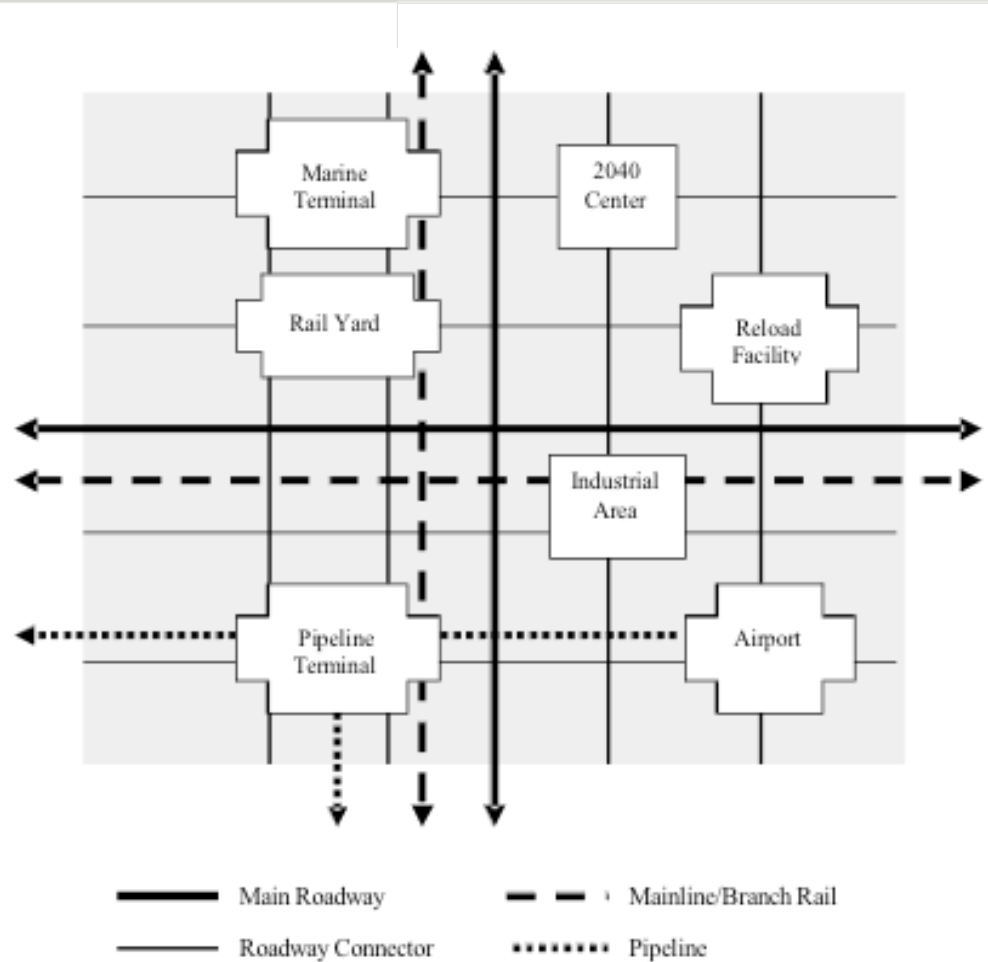 Marine
Terminal
2040
Center
Rail Yard
Reload
Facility
Industrial
Area
Pipeline
Terminal
Airport
Main Roadway
Mainline/Branch Rail
Roadway Connector
Pipeline